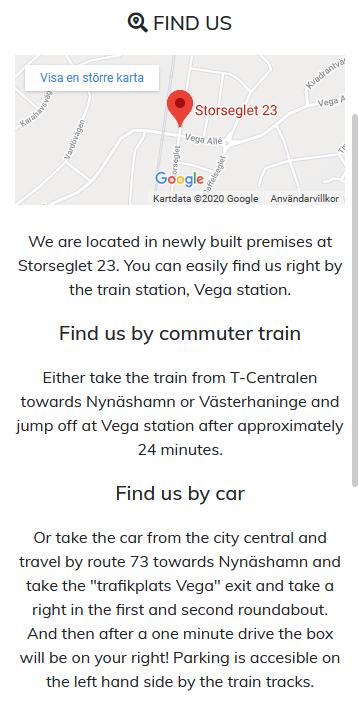 FIND US
Visa en större karta
Kvadrantvägen
Karahavsvägen
Vardövägen
Storseglet 23
Vega A
Vega Allé
Storseglet
Google
Kartdata ©2020 Google Användarvillkor
We are located in newly built premises at
Storseglet 23. You can easily find us right by
the train station, Vega station.
Find us by commuter train
Either take the train from T-Centralen
towards Nynäshamn or Västerhaninge and
jump off at Vega station after approximately
24 minutes.
Find us by car
Or take the car from the city central and
travel by route 73 towards Nynäshamn and
take the "trafikplats Vega" exit and take a
right in the first and second roundabout.
And then after a one minute drive the box
will be on your right! Parking is accesible on
the left hand side by the train tracks.